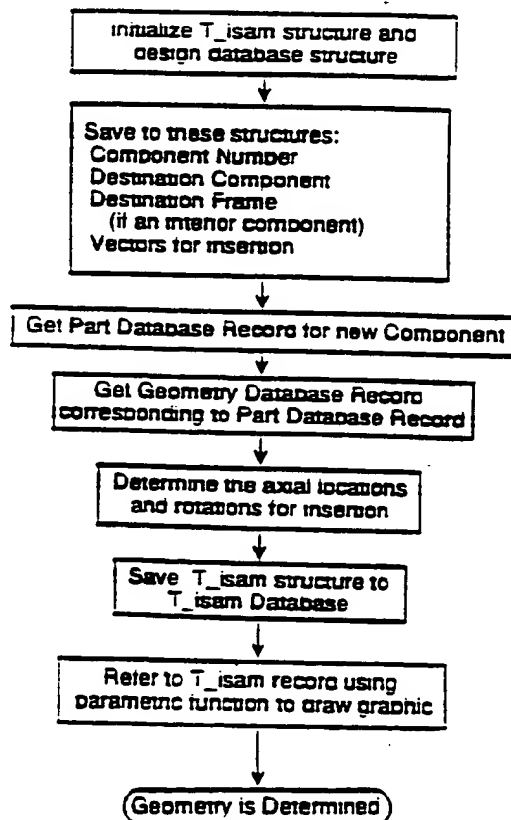 Initialize T_isam structure and
design database structure
Save to these structures:
Component Number
Destination Component
Destination Frame
(if an interior component)
Vectors for insertion
Get Part Database Record for new Component
Get Geometry Database Record
corresponding to Part Database Record
Determine the axial locations
and rotations for insertion
Save T_isam structure to
T_isam Database
Refer to T_isam record using
parametric function to draw graphic
Geometry is Determined